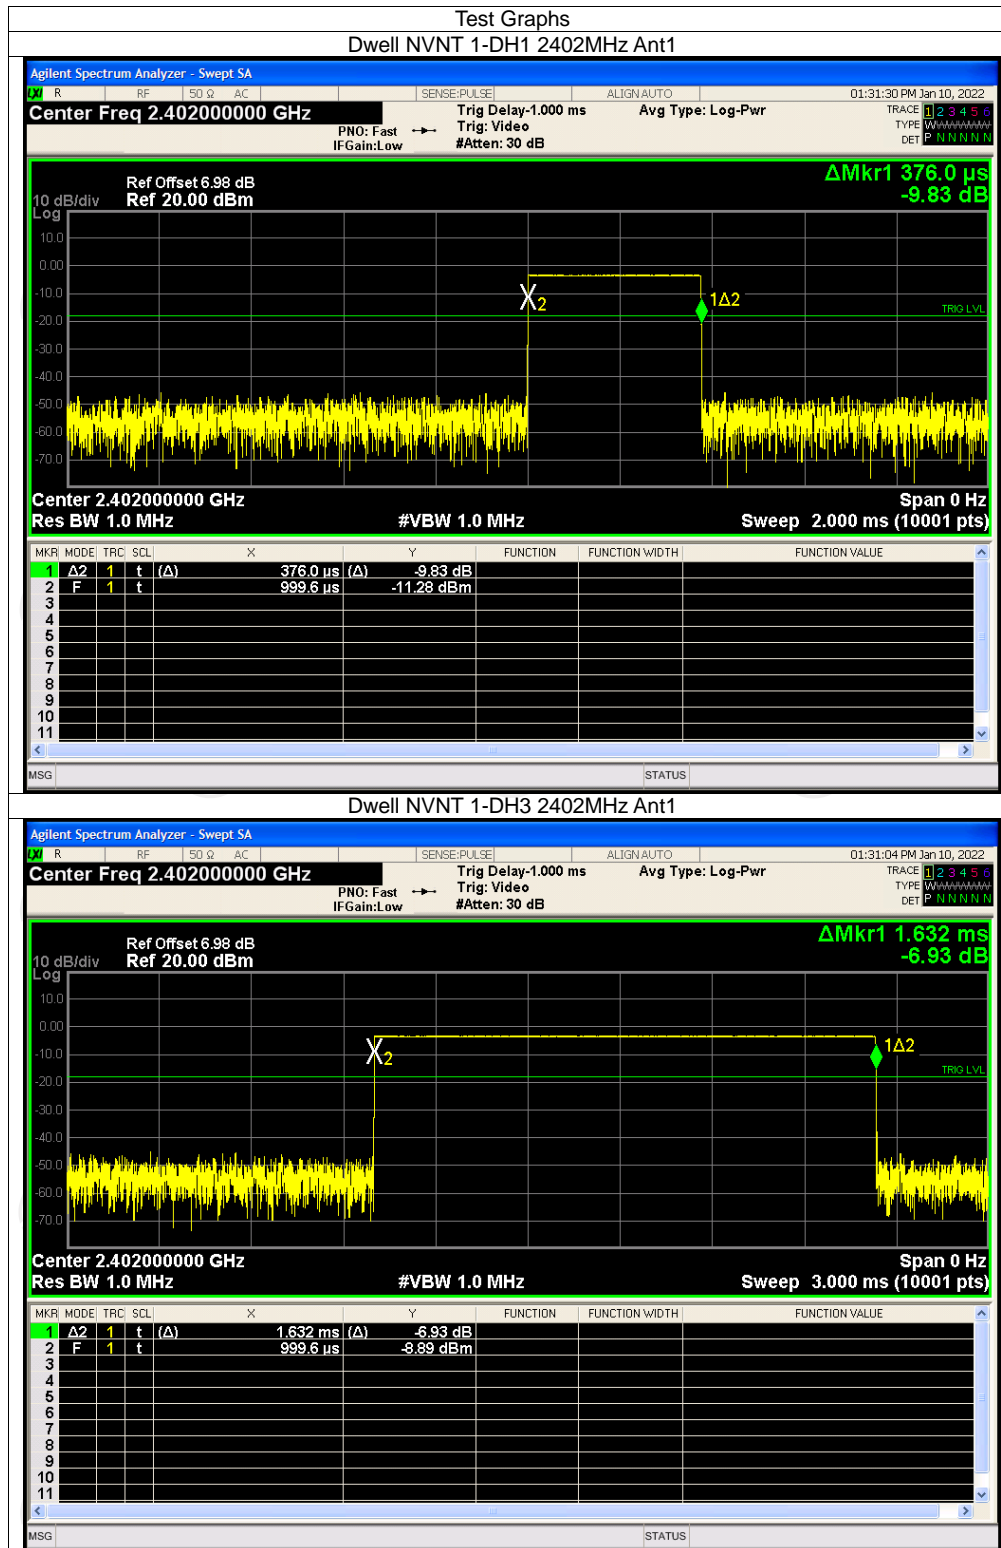 Test Graphs
Dwell NVNT 1-DH1 2402MHz Ant1
Agilent Spectrum Analyzer - Swept SA
LXI R RF 50 Ω AC SENSE:PULSE ALIGNAUTO 01:31:30 PM Jan 10, 2022
Center Freq 2.402000000 GHz Trig Delay-1.000 ms Avg Type: Log-Pwr TRACE 1 2 3 4 5 6
PNO: Fast Trig: Video TYPE WWWWWW
IFGain:Low #Atten: 30 dB DET P N N N N N
ΔMkr1 376.0 µs
Ref Offset 6.98 dB
10 dB/div Ref 20.00 dBm -9.83 dB
Log
10.0
0.00
-10.0
X2 1Δ2
TRIG LVL
-20.0
-30.0
-40.0
-50.0
-60.0
-70.0
Center 2.402000000 GHz Span 0 Hz
Res BW 1.0 MHz #VBW 1.0 MHz Sweep 2.000 ms (10001 pts)
MKR MODE TRC SCL X Y FUNCTION FUNCTION WIDTH FUNCTION VALUE
1 Δ2 1 t (Δ) 376.0 µs (Δ) -9.83 dB
2 F 1 t 999.6 µs -11.28 dBm
3
4
5
6
7
8
9
10
11
MSG STATUS
Dwell NVNT 1-DH3 2402MHz Ant1
Agilent Spectrum Analyzer - Swept SA
LXI R RF 50 Ω AC SENSE:PULSE ALIGNAUTO 01:31:04 PM Jan 10, 2022
Center Freq 2.402000000 GHz Trig Delay-1.000 ms Avg Type: Log-Pwr TRACE 1 2 3 4 5 6
PNO: Fast Trig: Video TYPE WWWWWW
IFGain:Low #Atten: 30 dB DET P N N N N N
ΔMkr1 1.632 ms
Ref Offset 6.98 dB
10 dB/div Ref 20.00 dBm -6.93 dB
Log
10.0
0.00
-10.0
X2 1Δ2
TRIG LVL
-20.0
-30.0
-40.0
-50.0
-60.0
-70.0
Center 2.402000000 GHz Span 0 Hz
Res BW 1.0 MHz #VBW 1.0 MHz Sweep 3.000 ms (10001 pts)
MKR MODE TRC SCL X Y FUNCTION FUNCTION WIDTH FUNCTION VALUE
1 Δ2 1 t (Δ) 1.632 ms (Δ) -6.93 dB
2 F 1 t 999.6 µs -8.89 dBm
3
4
5
6
7
8
9
10
11
MSG STATUS